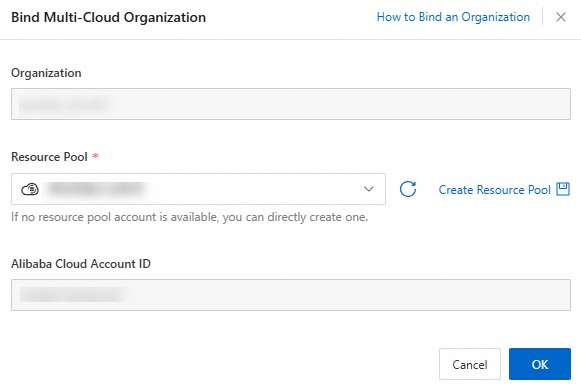 Bind Multi-Cloud Organization
How to Bind an Organization
Organization
Resource Pool *
Create Resource Pool
If no resource pool account is available, you can directly create one.
Alibaba Cloud Account ID
Cancel
OK